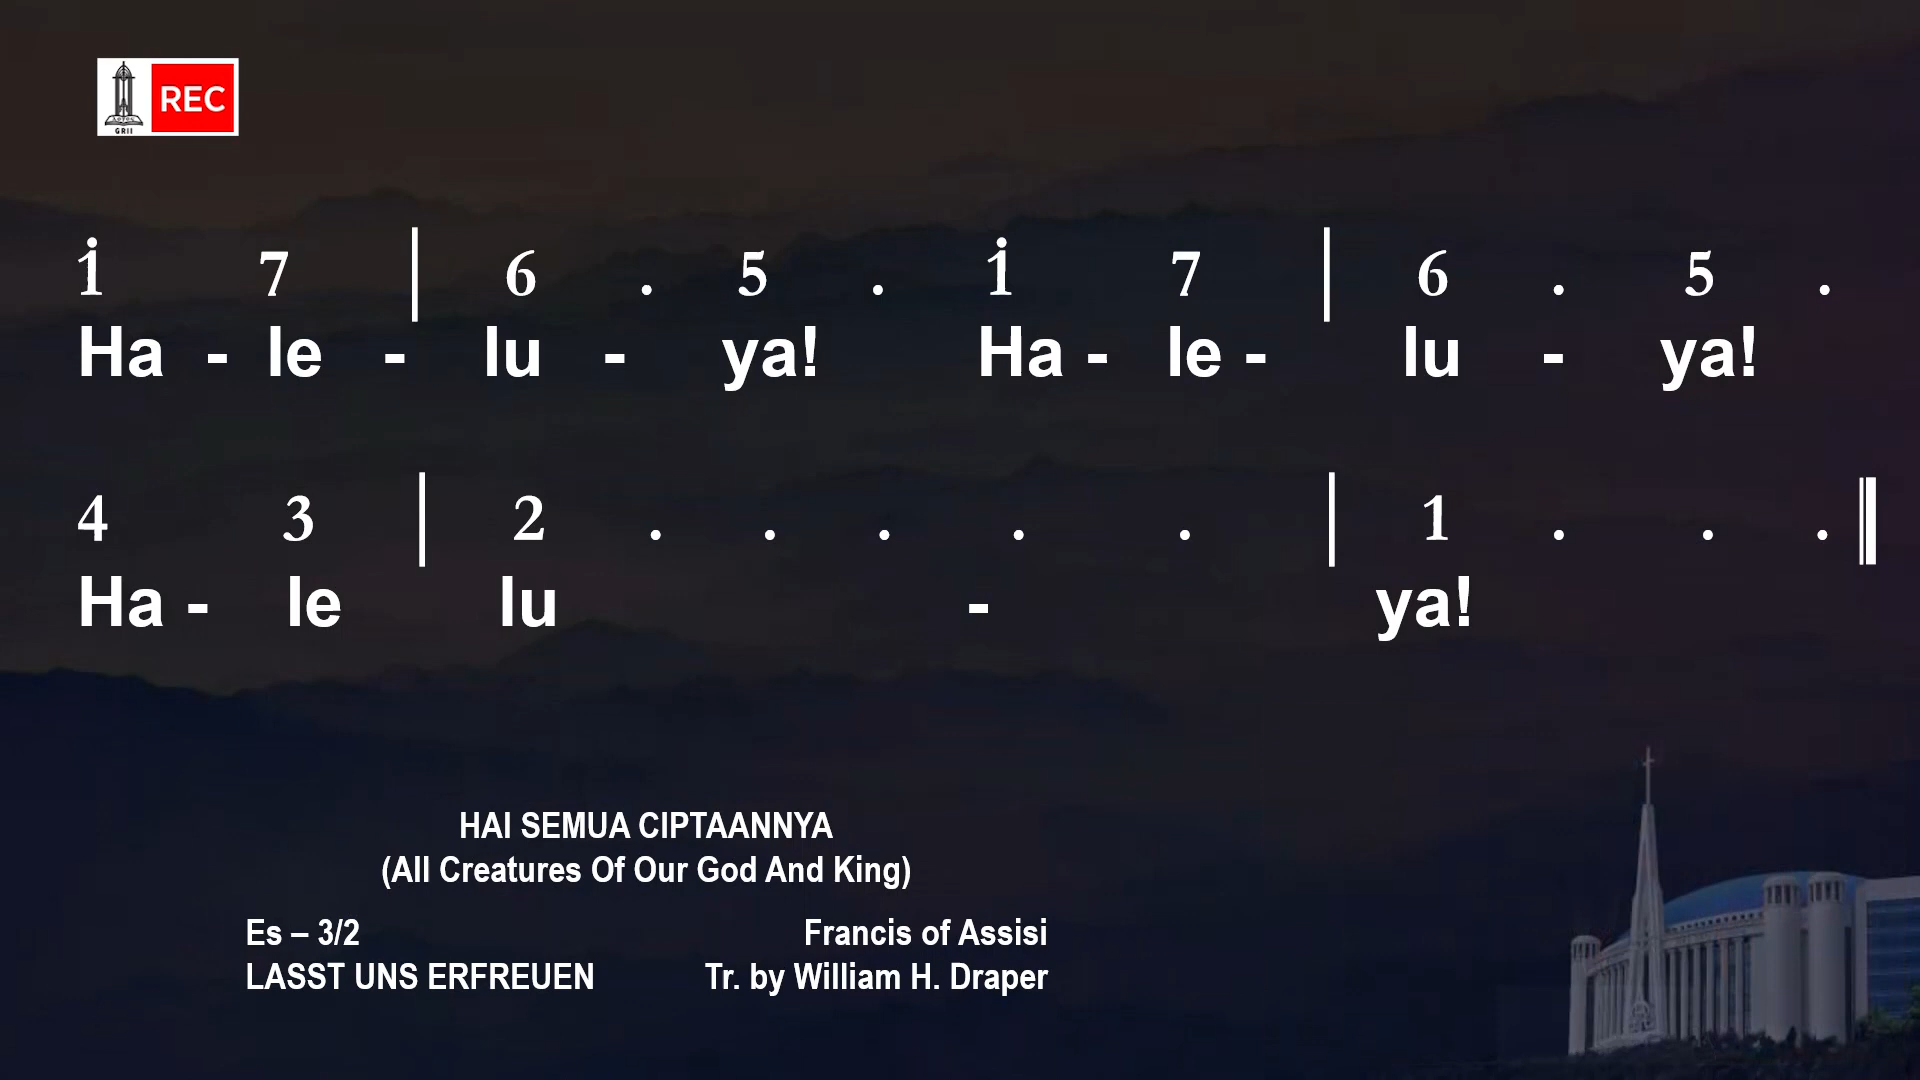 GRII REC
i 7 | 6 . 5 . i 7 | 6 . 5 .
Ha - le - lu - ya! Ha - le - lu - ya!
4 3 | 2 . . . . . | 1 . . . ‖
Ha - le lu - ya!
HAI SEMUA CIPTAANNYA
(All Creatures Of Our God And King)
Es – 3/2 Francis of Assisi
LASST UNS ERFREUEN Tr. by William H. Draper